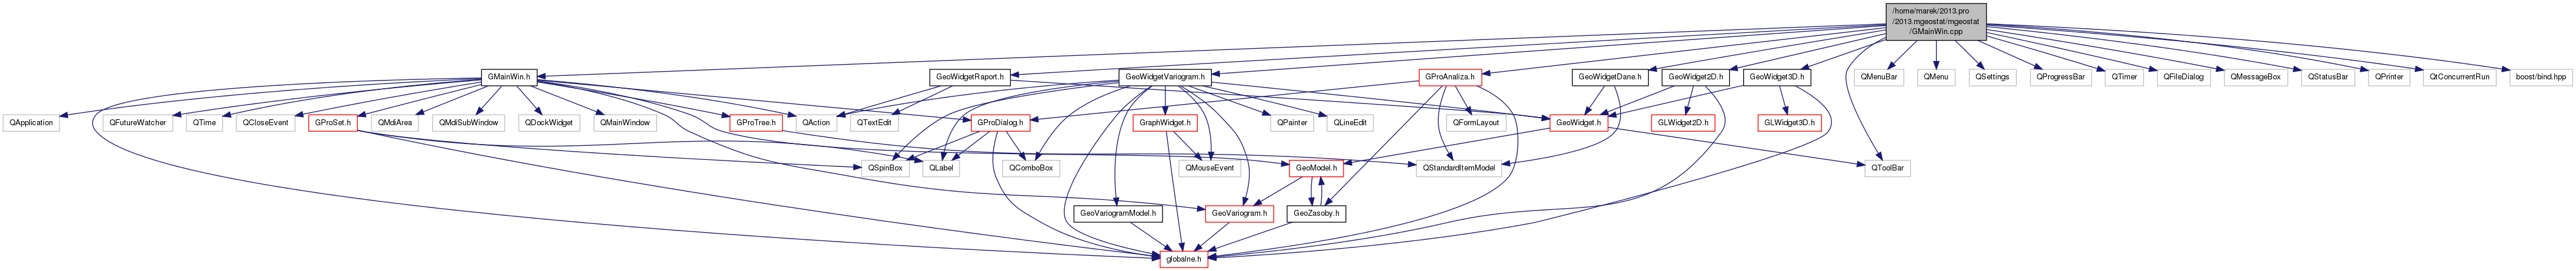 /home/marek/2013.pro
/2013.mgeostat/mgeostat
/GMainWin.cpp
GMainWin.h
GeoWidgetRaport.h
GeoWidgetVariogram.h
GProAnaliza.h
GeoWidgetDane.h
GeoWidget2D.h
GeoWidget3D.h
QMenuBar
QMenu
QSettings
QProgressBar
QTimer
QFileDialog
QMessageBox
QStatusBar
QPrinter
QtConcurrentRun
boost/bind.hpp
QApplication
QFutureWatcher
QTime
QCloseEvent
GProSet.h
QMdiArea
QMdiSubWindow
QDockWidget
QMainWindow
GProTree.h
QAction
QTextEdit
GProDialog.h
GraphWidget.h
QPainter
QLineEdit
QFormLayout
GeoWidget.h
GLWidget2D.h
GLWidget3D.h
QSpinBox
QLabel
QComboBox
QMouseEvent
GeoModel.h
QStandardItemModel
QToolBar
GeoVariogramModel.h
GeoVariogram.h
GeoZasoby.h
globalne.h